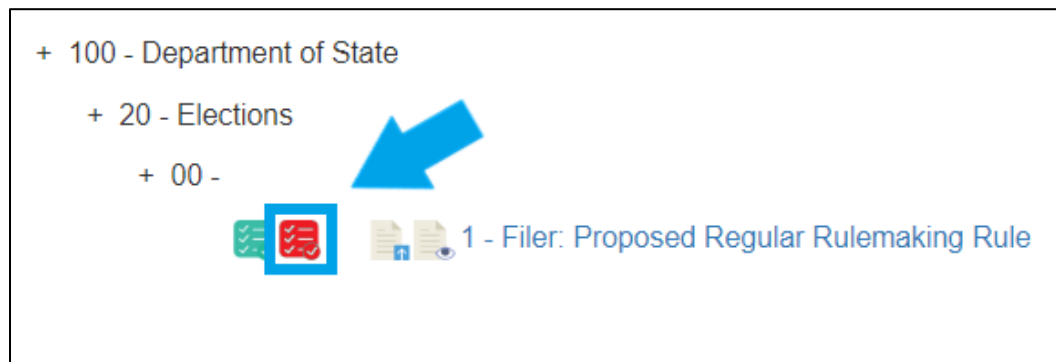 + 100 - Department of State
+ 20 - Elections
+ 00 -
1 - Filer: Proposed Regular Rulemaking Rule